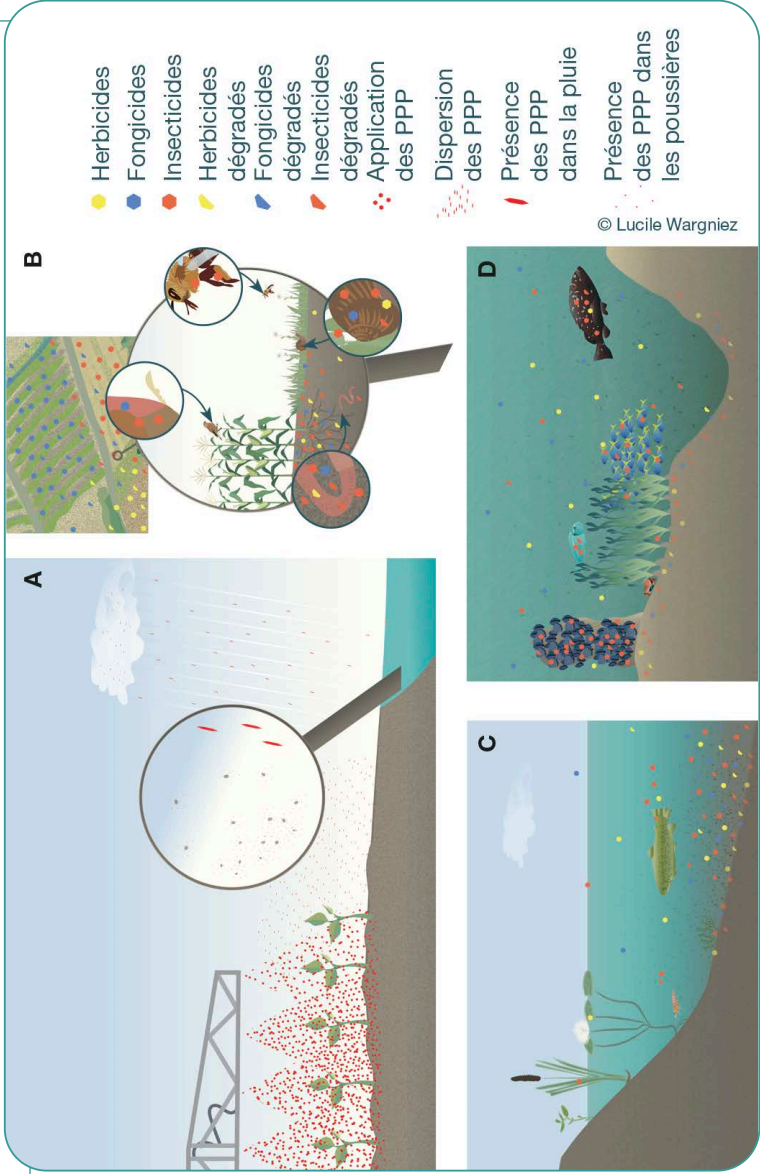 A
B
C
D
Herbicides
Fongicides
Insecticides
Herbicides
dégradés
Fongicides
dégradés
Insecticides
dégradés
Application
des PPP
Dispersion
des PPP
Présence
des PPP
dans la pluie
Présence
des PPP dans
les poussières
© Lucile Wargniez